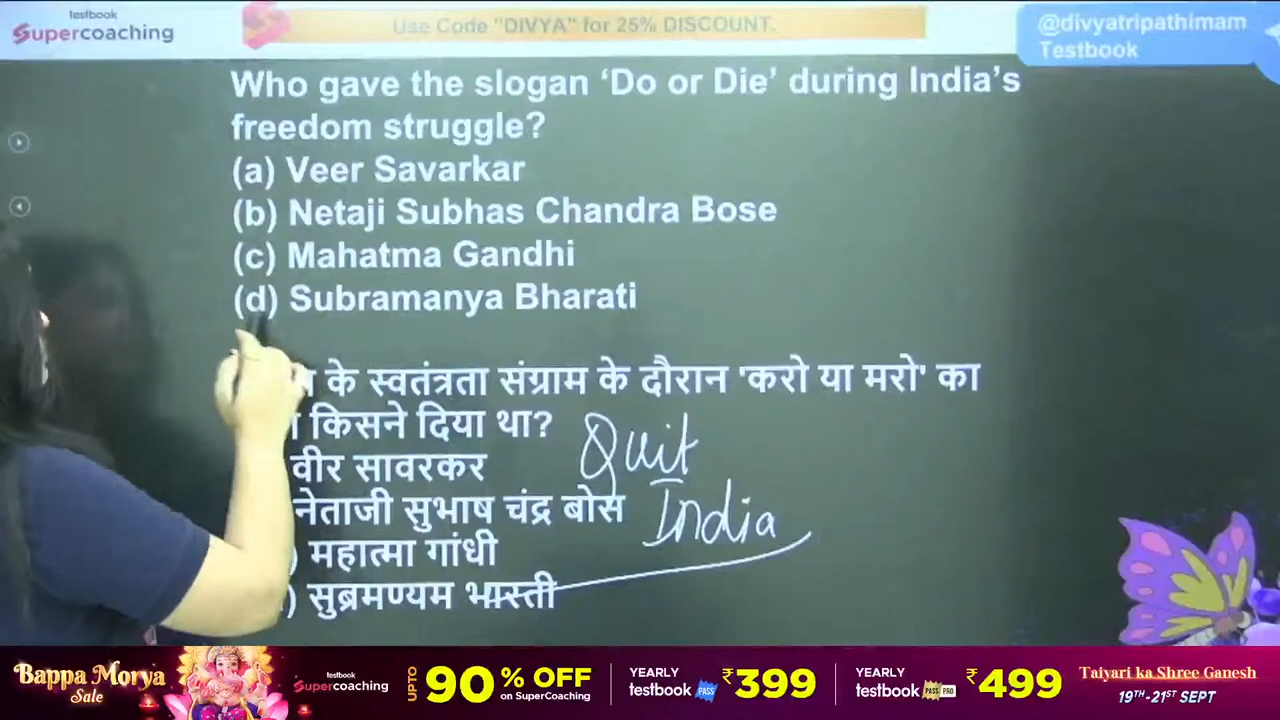 testbook
Supercoaching
Use Code "DIVYA" for 25% DISCOUNT.
@divyatripathimam
Testbook
Who gave the slogan ‘Do or Die’ during India’s
freedom struggle?
(a) Veer Savarkar
(b) Netaji Subhas Chandra Bose
(c) Mahatma Gandhi
(d) Subramanya Bharati
के स्वतंत्रता संग्राम के दौरान 'करो या मरो' का
किसने दिया था?
वीर सावरकर
नेताजी सुभाष चंद्र बोस
) महात्मा गांधी
) सुब्रमण्यम भारती
Quit
India
Bappa Morya
Sale
testbook
Supercoaching
UPTO 90% OFF
on SuperCoaching
YEARLY
testbook PASS
₹399
YEARLY
testbook PASS PRO
₹499
Taiyari ka Shree Ganesh
19TH-21ST SEPT